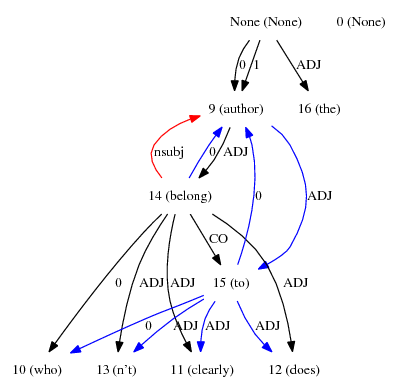 None (None) 0 (None)
0 1 ADJ
9 (author) 16 (the)
nsubj 0 ADJ
14 (belong) 0 ADJ
CO
15 (to)
0 ADJ ADJ ADJ
0 ADJ ADJ ADJ
10 (who) 13 (n't) 11 (clearly) 12 (does)